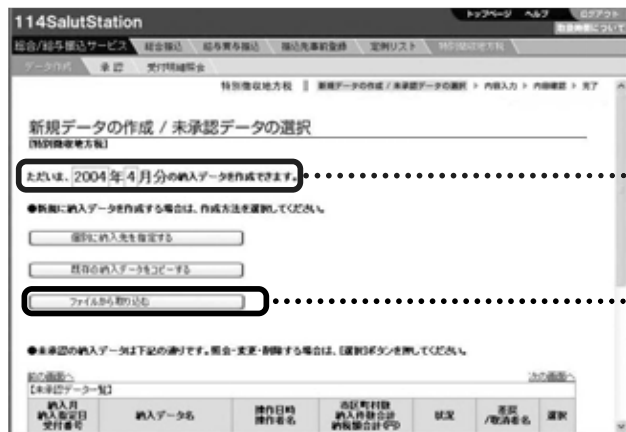 114SalutStation
トップページ ヘルプ ログアウト
取扱時間について
総合/給与振込サービス 総合振込 給与賞与振込 振込先事前登録 定例リスト 特別徴収地方税
データ作成 承認 受付明細照会
特別徴収地方税 || 新規データの作成 / 未承認データの選択 > 内容入力 > 内容確認 > 完了
新規データの作成 / 未承認データの選択
【特別徴収地方税】
ただいま、2004年4月分の納入データを作成できます。
●新規に納入データを作成する場合は、作成方法を選択してください。
個別に納入先を指定する
既存の納入データをコピーする
ファイルから取り込む
●未承認の納入データは下記の通りです。照会・変更・削除する場合は、[選択]ボタンを押してください。
前の画面へ 次の画面へ
【未承認データ一覧】
納入月 納入指定日 受付番号 納入データ名 操作日時 操作者名 市区町村数 納入件数合計 納税額合計(円) 状況 差戻/取消者名 選択